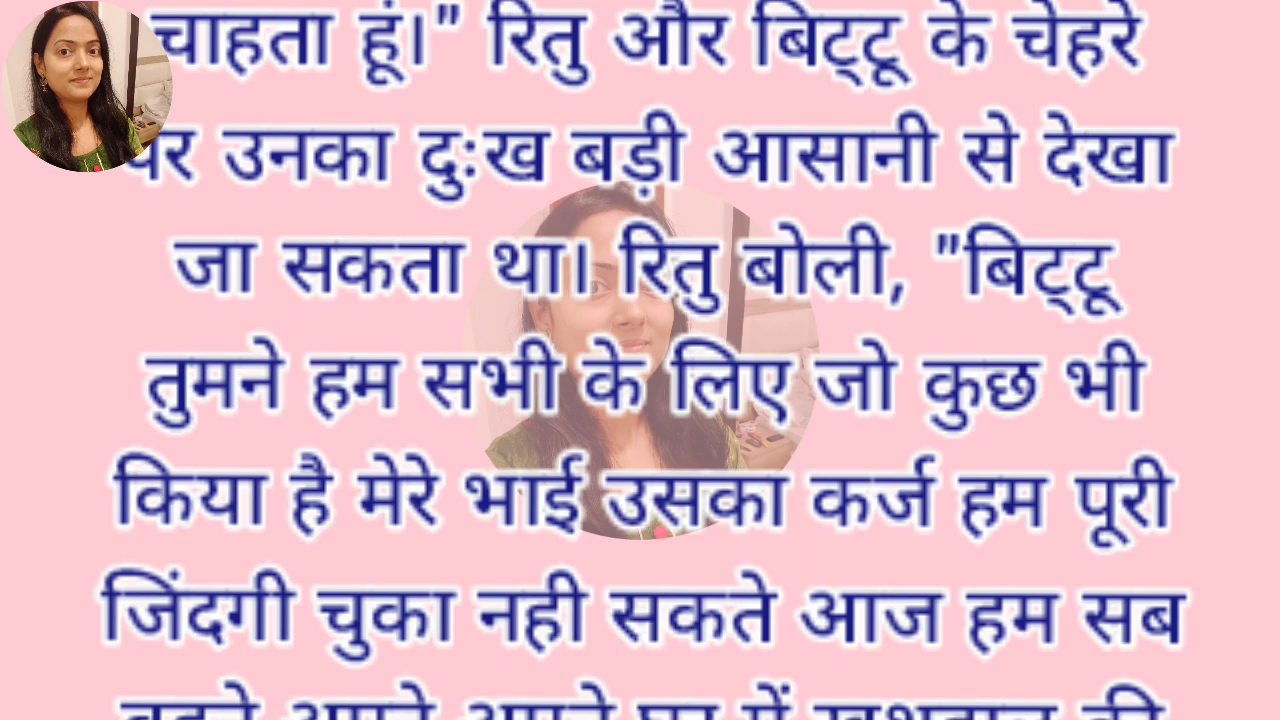 चाहता हूं।" रितु और बिट्टू के चेहरे
पर उनका दुःख बड़ी आसानी से देखा
जा सकता था। रितु बोली, "बिट्टू
तुमने हम सभी के लिए जो कुछ भी
किया है मेरे भाई उसका कर्ज हम पूरी
जिंदगी चुका नही सकते आज हम सब